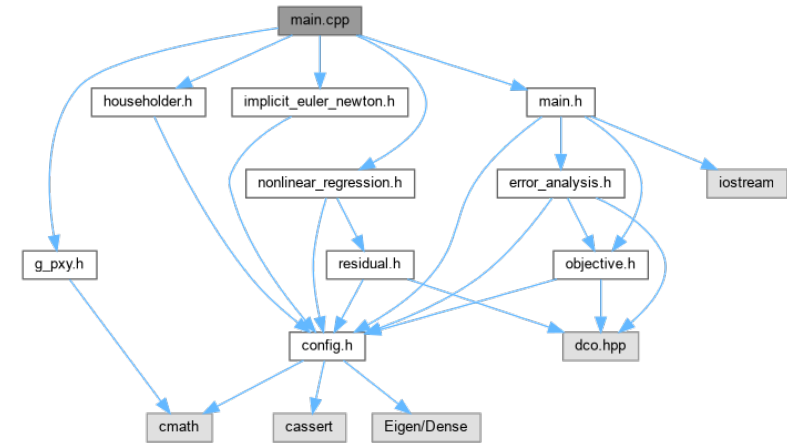 main.cpp
householder.h
implicit_euler_newton.h
main.h
nonlinear_regression.h
error_analysis.h
iostream
g_pxy.h
residual.h
objective.h
config.h
dco.hpp
cmath
cassert
Eigen/Dense